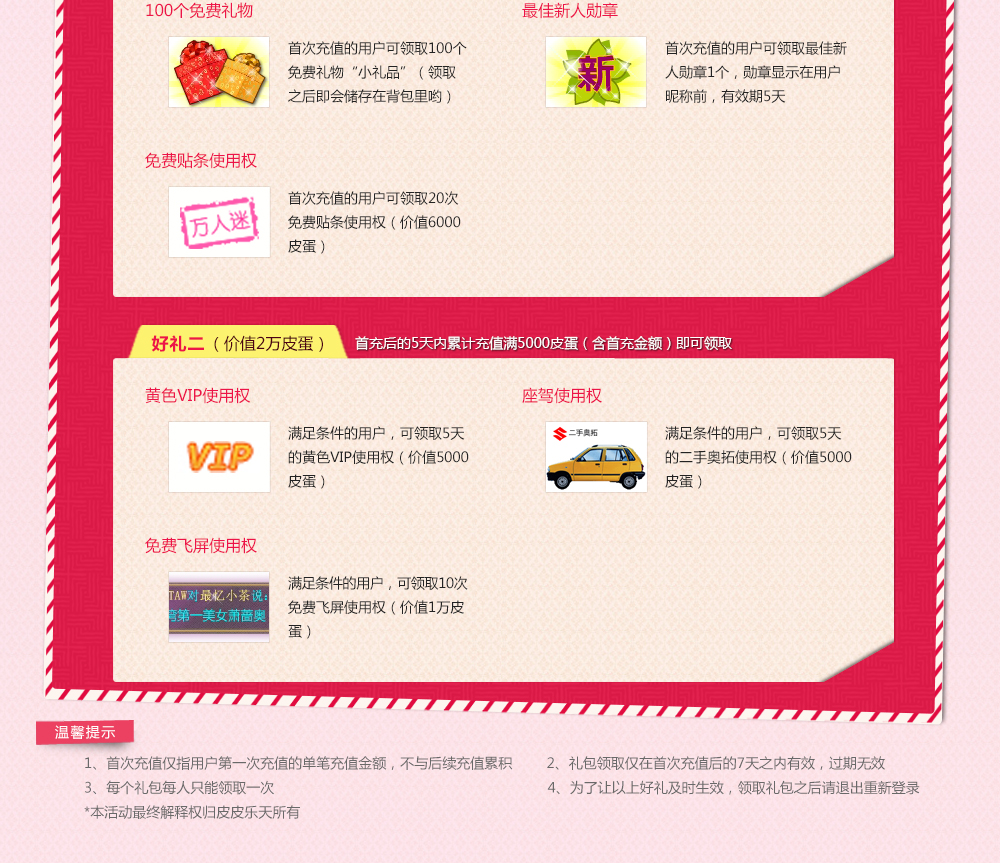 100个免费礼物
首次充值的用户可领取100个
免费礼物“小礼品”（领取
之后即会储存在背包里哟）
最佳新人勋章
新
首次充值的用户可领取最佳新
人勋章1个，勋章显示在用户
昵称前，有效期5天
免费贴条使用权
万人迷
首次充值的用户可领取20次
免费贴条使用权（价值6000
皮蛋）
好礼二（价值2万皮蛋）
首充后的5天内累计充值满5000皮蛋（含首充金额）即可领取
黄色VIP使用权
VIP
满足条件的用户，可领取5天
的黄色VIP使用权（价值5000
皮蛋）
座驾使用权
二手奥拓
满足条件的用户，可领取5天
的二手奥拓使用权（价值5000
皮蛋）
免费飞屏使用权
TAW对最忆小茶说:
湾第一美女萧蔷奥
满足条件的用户，可领取10次
免费飞屏使用权（价值1万皮
蛋）
温馨提示
1、首次充值仅指用户第一次充值的单笔充值金额，不与后续充值累积
2、礼包领取仅在首次充值后的7天之内有效，过期无效
3、每个礼包每人只能领取一次
4、为了让以上好礼及时生效，领取礼包之后请退出重新登录
*本活动最终解释权归皮皮乐天所有